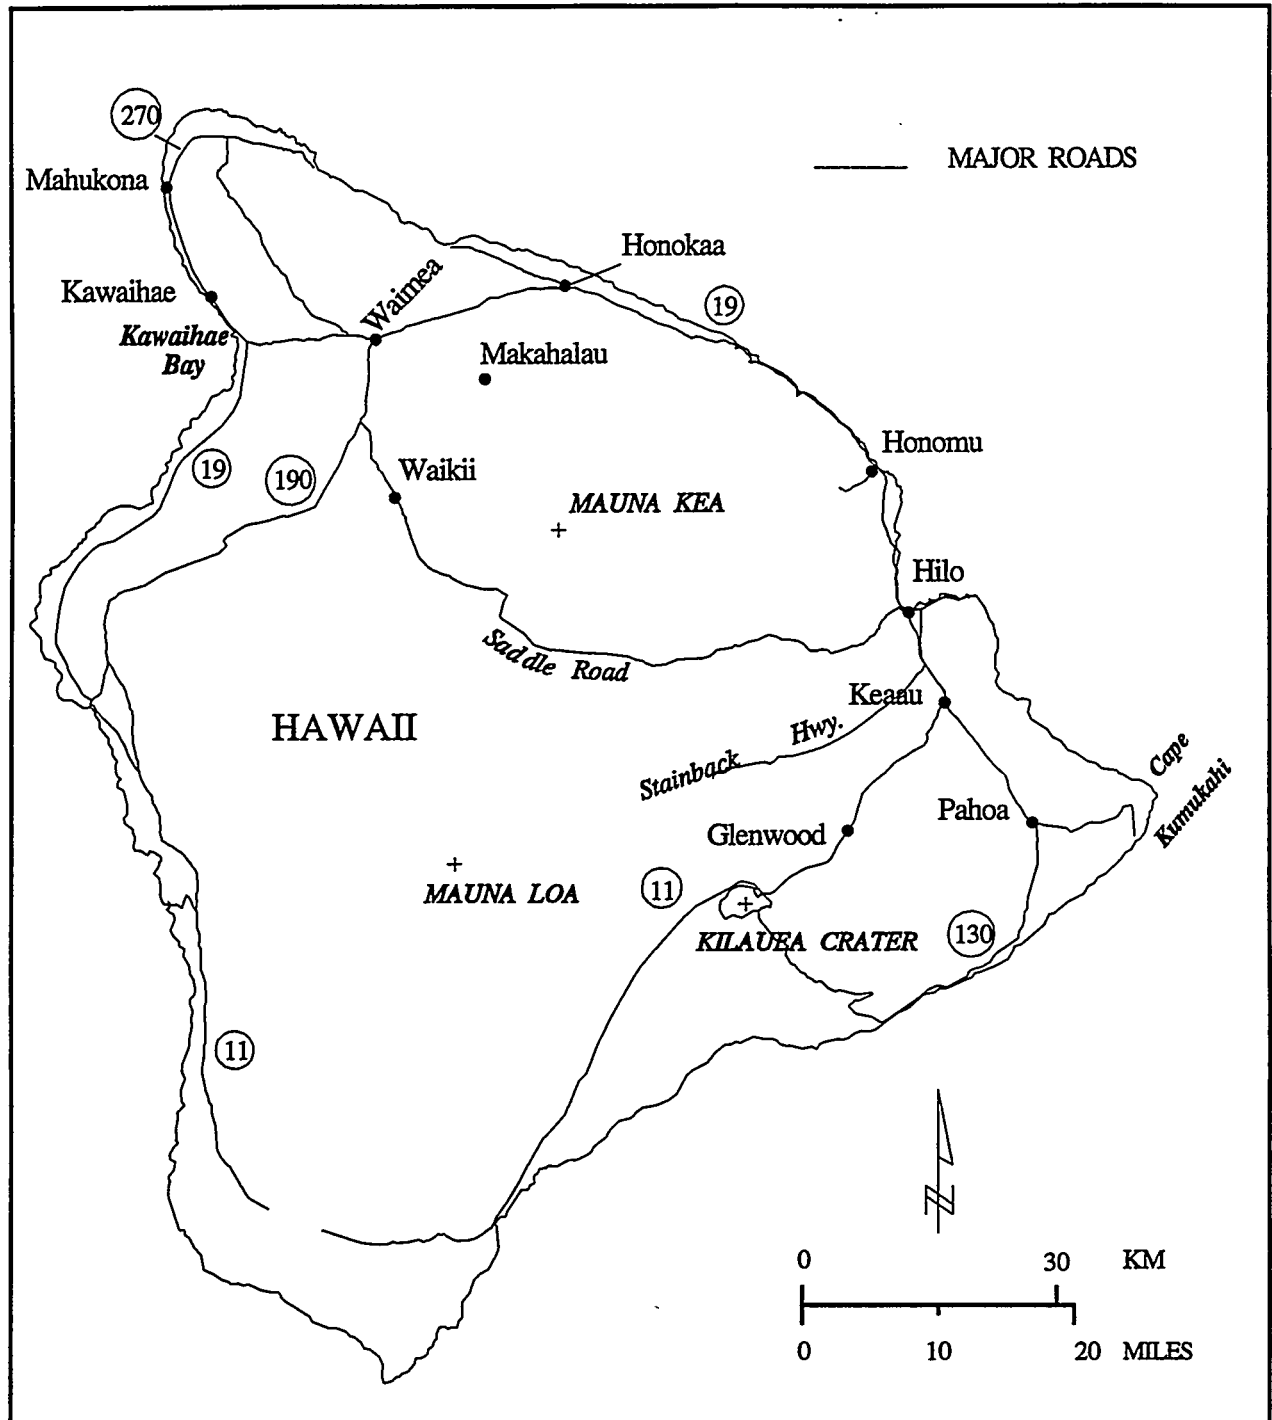 270
MAJOR ROADS
Mahukona
Honokaa
Kawaihae
Waimea
19
Kawaihae
Bay
Makahalau
Honomu
19
190
Waikii
MAUNA KEA
Hilo
Saddle Road
Keaau
HAWAII
Stainback Hwy.
Cape
Kumukahi
Pahoa
Glenwood
MAUNA LOA
11
KILAUEA CRATER
130
11
N
0 30 KM
0 10 20 MILES